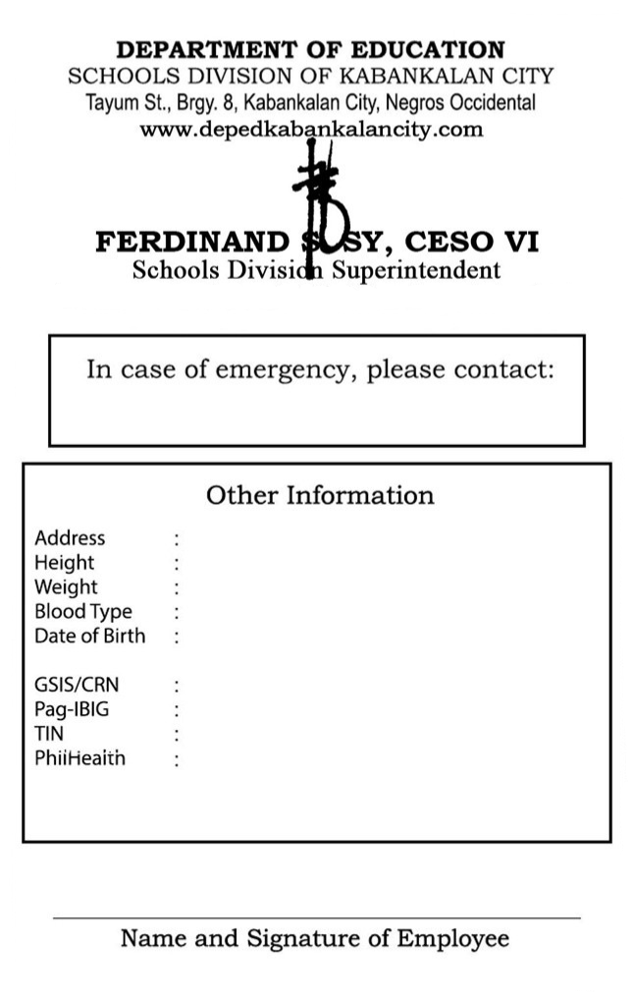 DEPARTMENT OF EDUCATION
SCHOOLS DIVISION OF KABANKALAN CITY
Tayum St., Brgy. 8, Kabankalan City, Negros Occidental
www.depedkabankalancity.com
FERDINAND SY, CESO VI
Schools Division Superintendent
In case of emergency, please contact:
Other Information
Address :
Height :
Weight :
Blood Type :
Date of Birth :
GSIS/CRN :
Pag-IBIG :
TIN :
PhilHealth :
Name and Signature of Employee